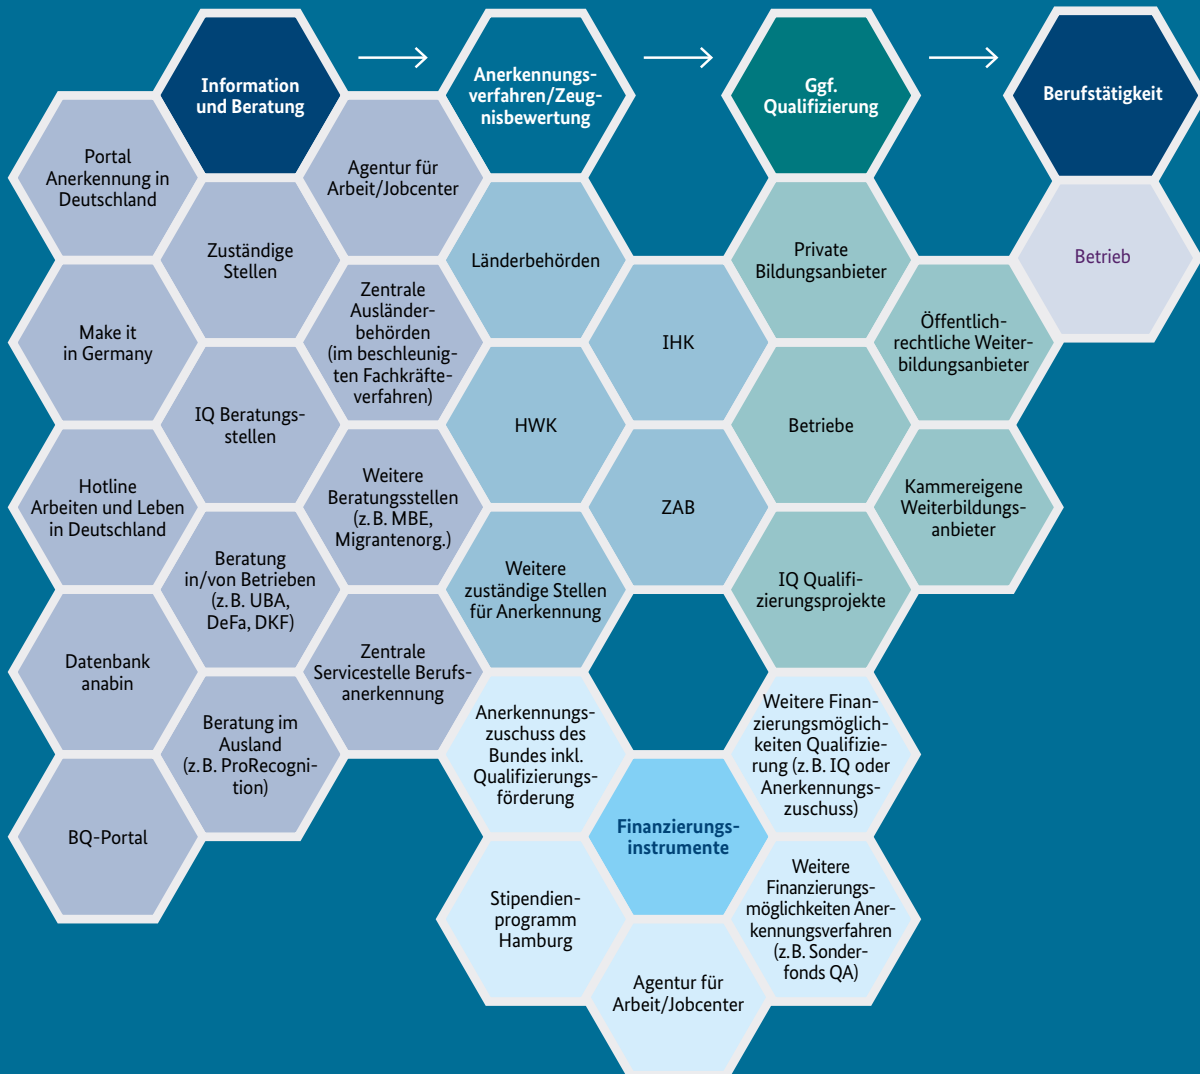 Information
und Beratung
Anerkennungs-
verfahren/Zeug-
nisbewertung
Ggf.
Qualifizierung
Berufstätigkeit
Portal
Anerkennung in
Deutschland
Make it
in Germany
Hotline
Arbeiten und Leben
in Deutschland
Datenbank
anabin
BQ-Portal
Zuständige
Stellen
IQ Beratungs-
stellen
Beratung
in/von Betrieben
(z. B. UBA,
DeFa, DKF)
Beratung im
Ausland
(z. B. ProRecogni-
tion)
Agentur für
Arbeit/Jobcenter
Zentrale
Ausländer-
behörden
(im beschleunig-
ten Fachkräfte-
verfahren)
Weitere
Beratungsstellen
(z. B. MBE,
Migrantenorg.)
Zentrale
Servicestelle Berufs-
anerkennung
Länderbehörden
HWK
Weitere
zuständige Stellen
für Anerkennung
IHK
ZAB
Private
Bildungsanbieter
Betriebe
IQ Qualifi-
zierungsprojekte
Öffentlich-
rechtliche Weiter-
bildungsanbieter
Kammereigene
Weiterbildungs-
anbieter
Betrieb
Finanzierungs-
instrumente
Anerkennungs-
zuschuss des
Bundes inkl.
Qualifizierungs-
förderung
Stipendien-
programm
Hamburg
Agentur für
Arbeit/Jobcenter
Weitere Finan-
zierungsmöglich-
keiten Qualifizie-
rung (z. B. IQ oder
Anerkennungs-
zuschuss)
Weitere
Finanzierungs-
möglichkeiten Aner-
kennungsverfahren
(z. B. Sonder-
fonds QA)